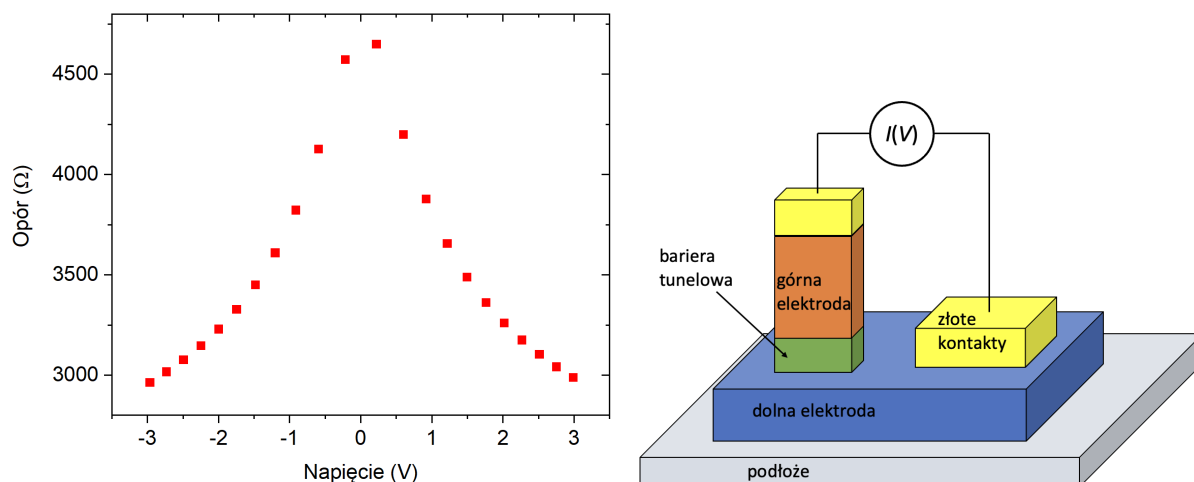 4500
4000
3500
3000
Opór (Ω)
-3 -2 -1 0 1 2 3
Napięcie (V)
I(V)
bariera
tunelowa
górna
elektroda
złote
kontakty
dolna elektroda
podłoże